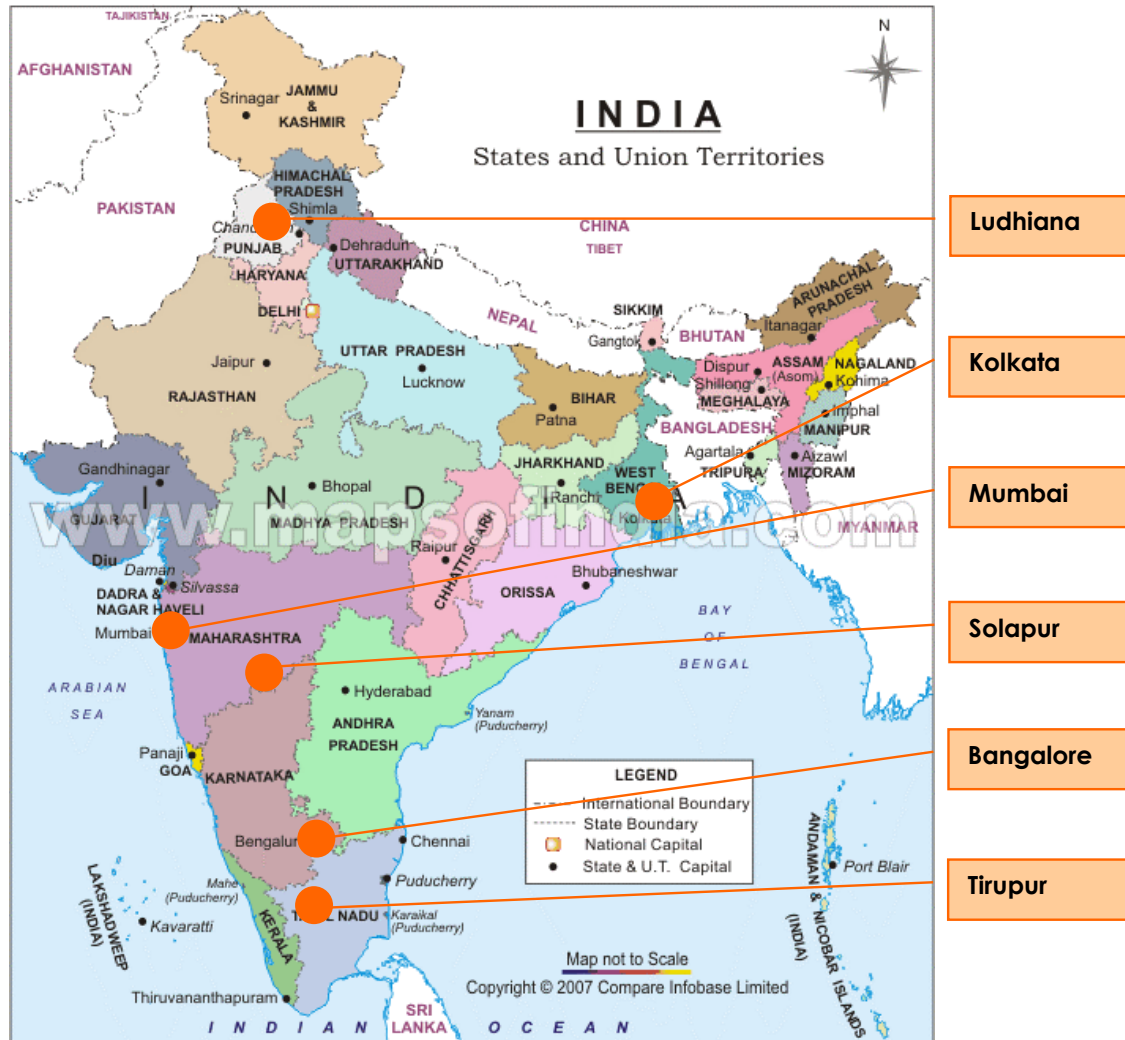 TAJIKISTAN
AFGHANISTAN
N
JAMMU
&
KASHMIR
Srinagar
INDIA
States and Union Territories
HIMACHAL
PRADESH
Shimla
PAKISTAN
CHINA
TIBET
Ludhiana
PUNJAB
Dehradun
UTTARAKHAND
HARYANA
DELHI
NEPAL
SIKKIM
Gangtok
BHUTAN
ARUNACHAL
PRADESH
Itanagar
Jaipur
RAJASTHAN
UTTAR PRADESH
Lucknow
BIHAR
Patna
Dispur
Shillong
MEGHALAYA
ASSAM
(Asom)
NAGALAND
Kohima
Imphal
MANIPUR
Kolkata
BANGLADESH
Agartala
TRIPURA
Aizawl
MIZORAM
Gandhinagar
GUJARAT
Bhopal
MADHYA PRADESH
JHARKHAND
Ranchi
WEST
BENGAL
Kolkata
I N D I A
www.mapsofindia.com
MYANMAR
Mumbai
Diu
Daman
Silvassa
DADRA &
NAGAR HAVELI
Raipur
CHHATTISGARH
ORISSA
Bhubaneshwar
Mumbai
MAHARASHTRA
BAY
OF
BENGAL
Solapur
ARABIAN
SEA
Hyderabad
ANDHRA
PRADESH
Yanam
(Puducherry)
Panaji
GOA
KARNATAKA
Bangalore
LEGEND
International Boundary
State Boundary
National Capital
State & U.T. Capital
Chennai
Puducherry
Mahe
(Puducherry)
KERALA
NADU
Karaikal
(Puducherry)
LAKSHADWEEP
(INDIA)
Kavaratti
Port Blair
ANDAMAN & NICOBAR ISLANDS
(INDIA)
Tirupur
Thiruvananthapuram
Map not to Scale
Copyright © 2007 Compare Infobase Limited
SRI
LANKA
INDIAN OCEAN